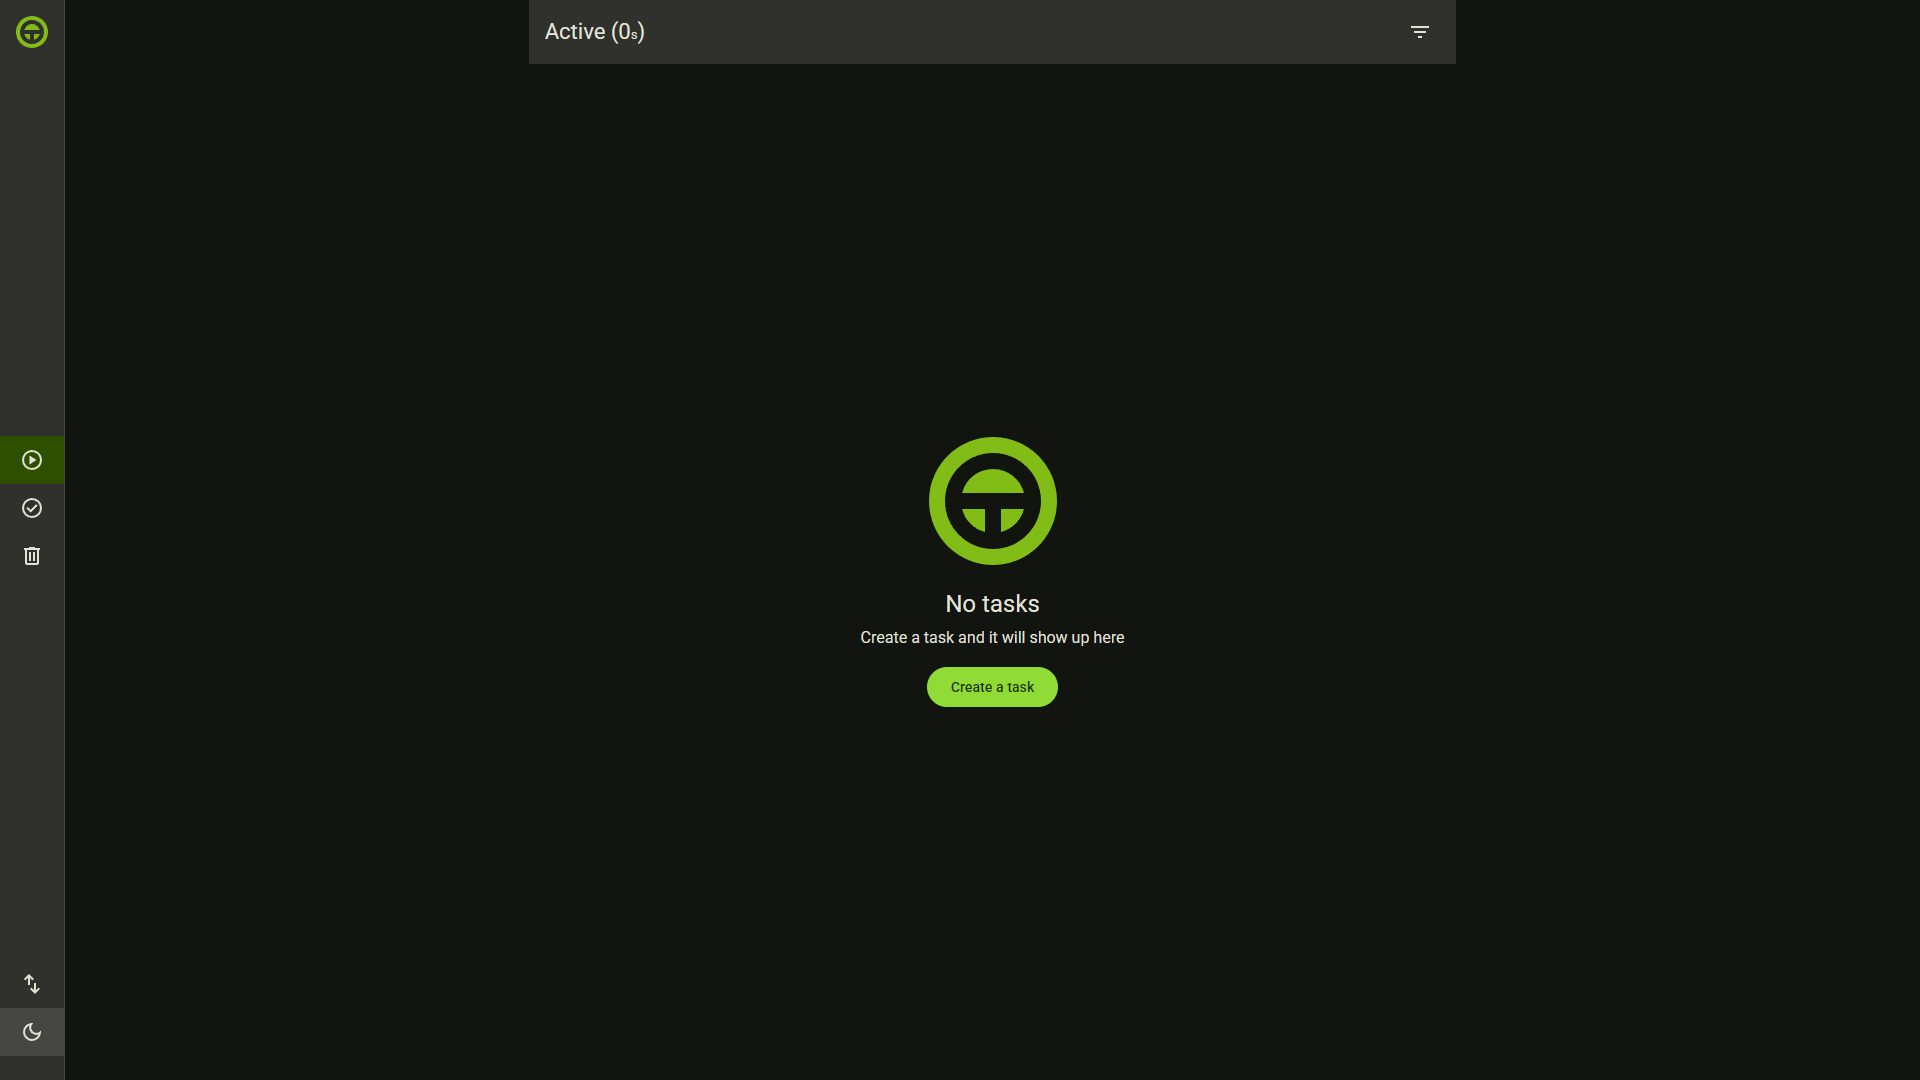 Active (0s)
No tasks
Create a task and it will show up here
Create a task